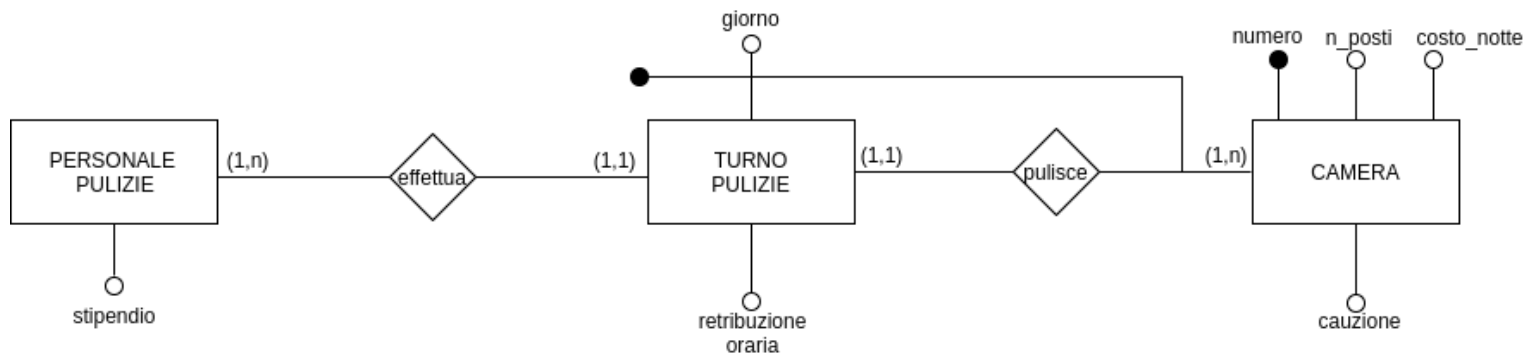 giorno
numero
n_posti
costo_notte
PERSONALE
PULIZIE
(1,n)
effettua
(1,1)
TURNO
PULIZIE
(1,1)
pulisce
(1,n)
CAMERA
stipendio
retribuzione
oraria
cauzione